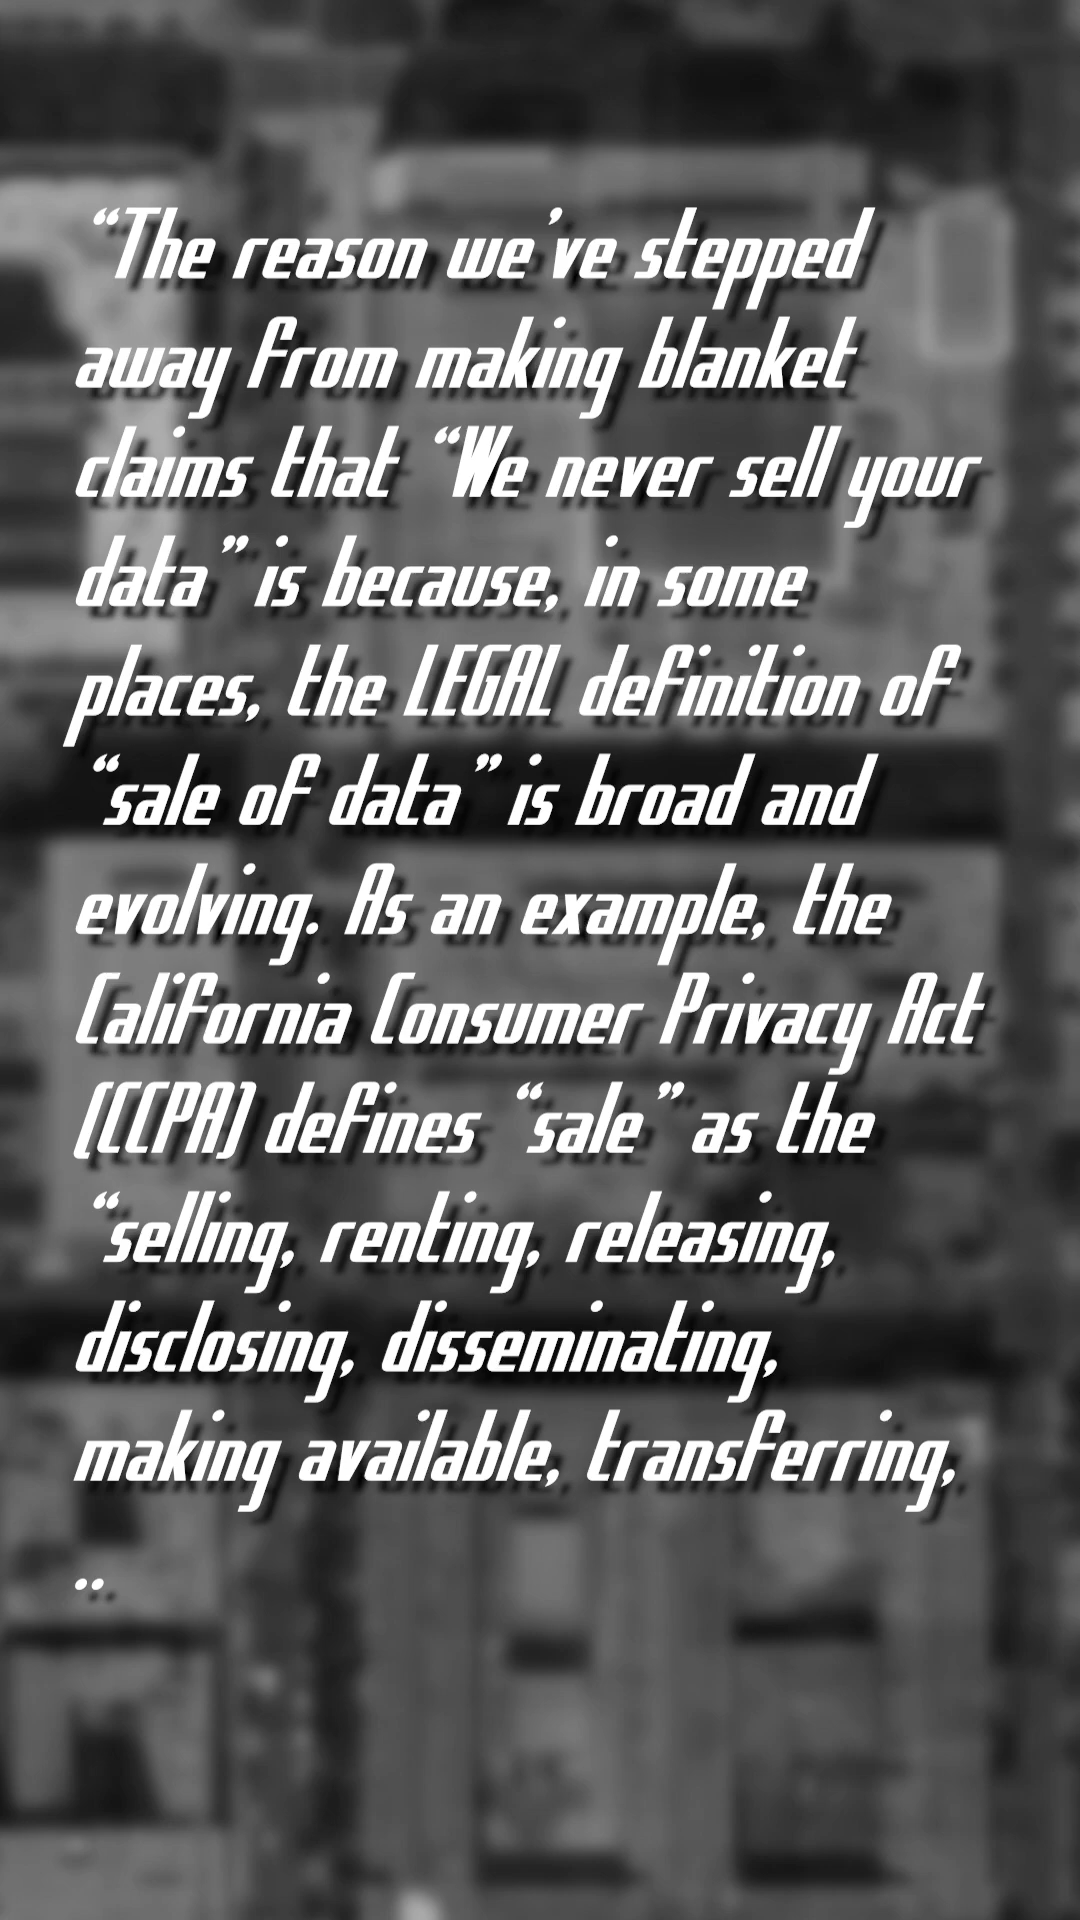 “The reason we’ve stepped
away from making blanket
claims that “We never sell your
data” is because, in some
places, the LEGAL definition of
“sale of data” is broad and
evolving. As an example, the
California Consumer Privacy Act
(CCPA) defines “sale” as the
“selling, renting, releasing,
disclosing, disseminating,
making available, transferring,
..